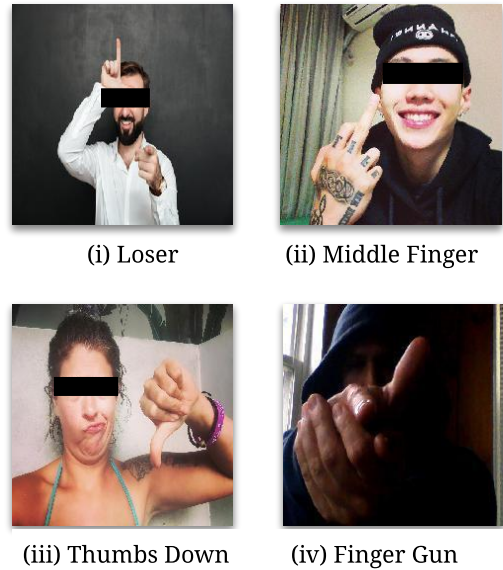 (i) Loser
(ii) Middle Finger
(iii) Thumbs Down
(iv) Finger Gun